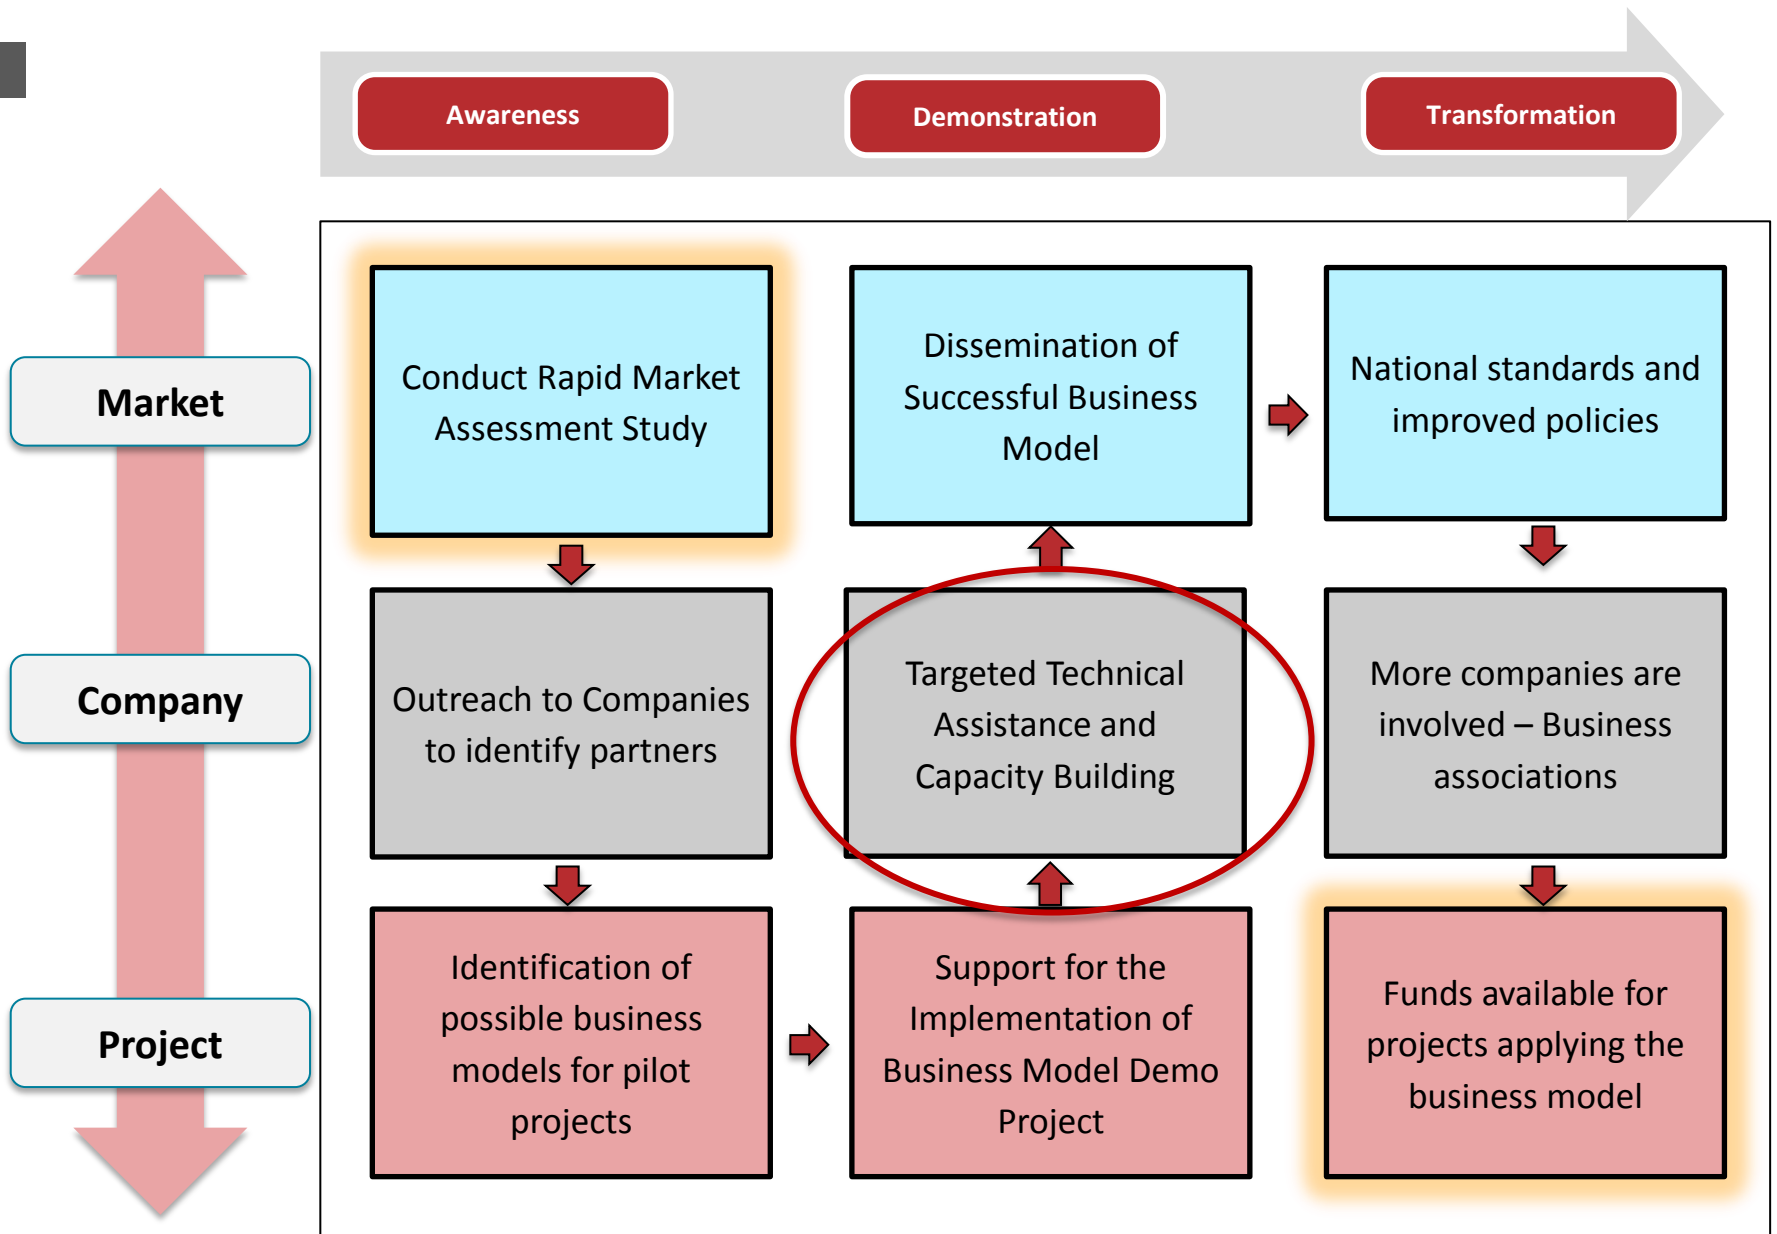 Awareness
Demonstration
Transformation
Market
Conduct Rapid Market
Assessment Study
Dissemination of
Successful Business
Model
National standards and
improved policies
Company
Outreach to Companies
to identify partners
Targeted Technical
Assistance and
Capacity Building
More companies are
involved – Business
associations
Project
Identification of
possible business
models for pilot
projects
Support for the
Implementation of
Business Model Demo
Project
Funds available for
projects applying the
business model